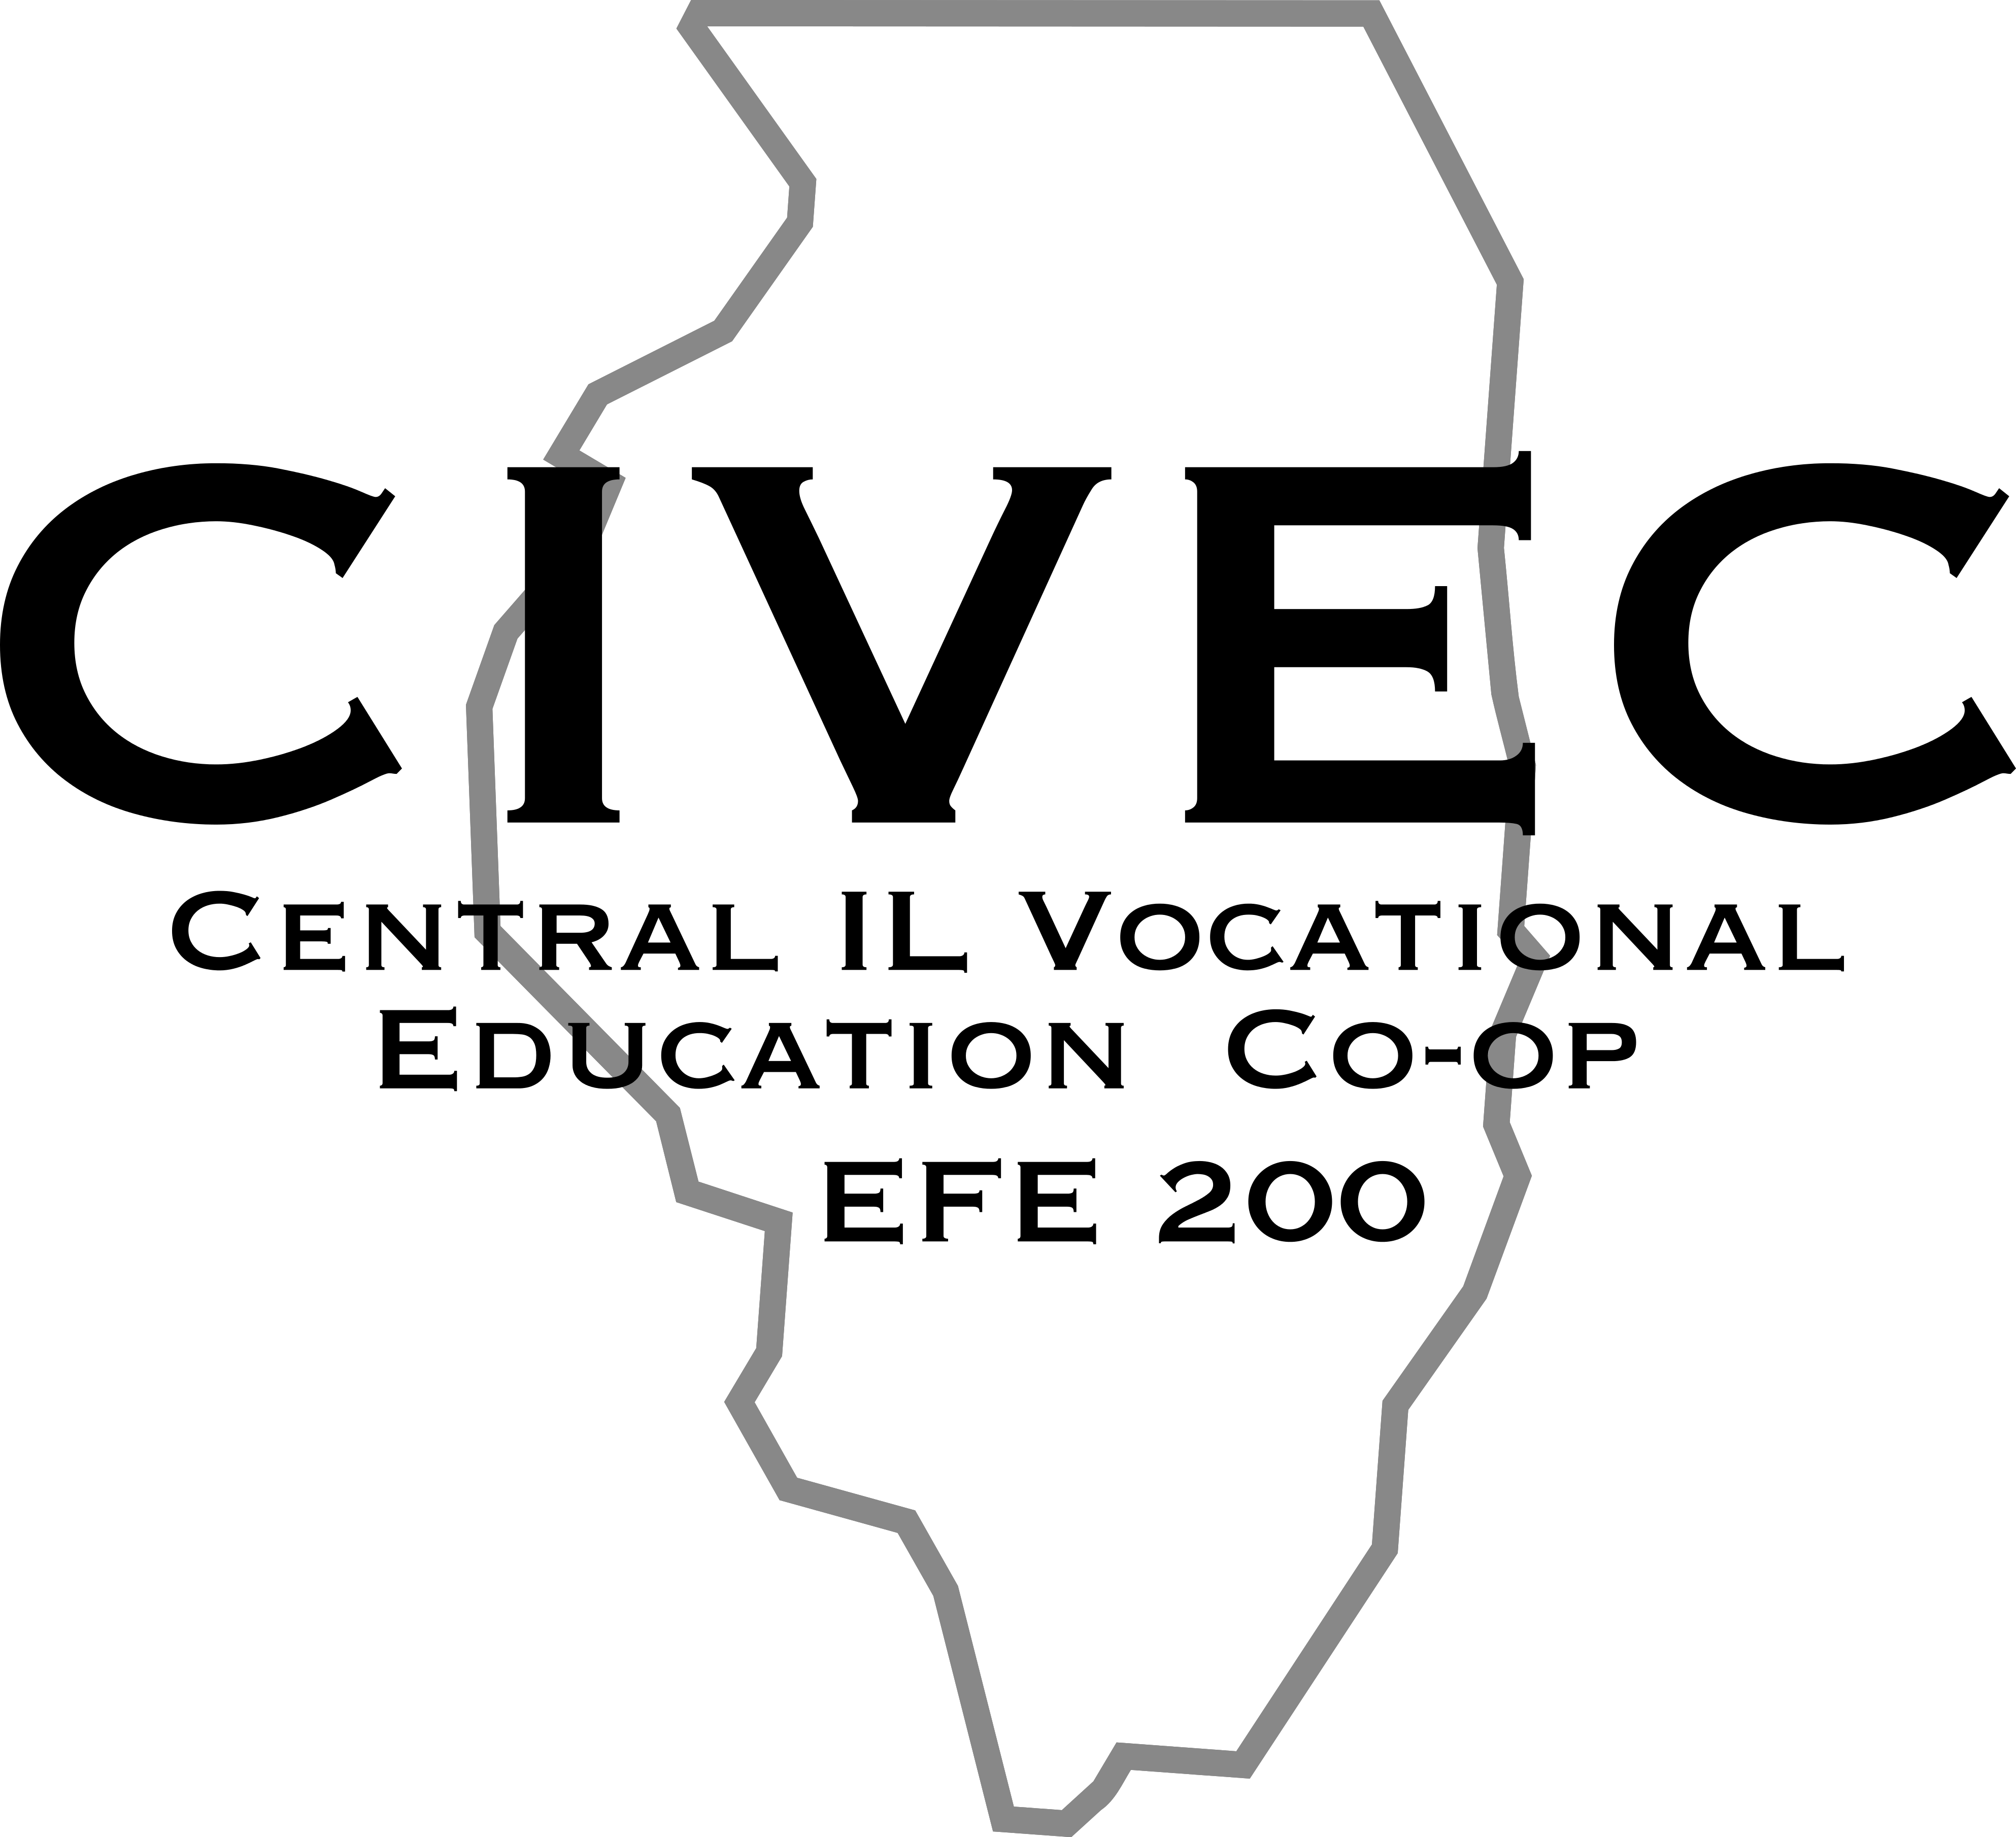 CIVEC
Central IL Vocational
Education Co-op
EFE 200